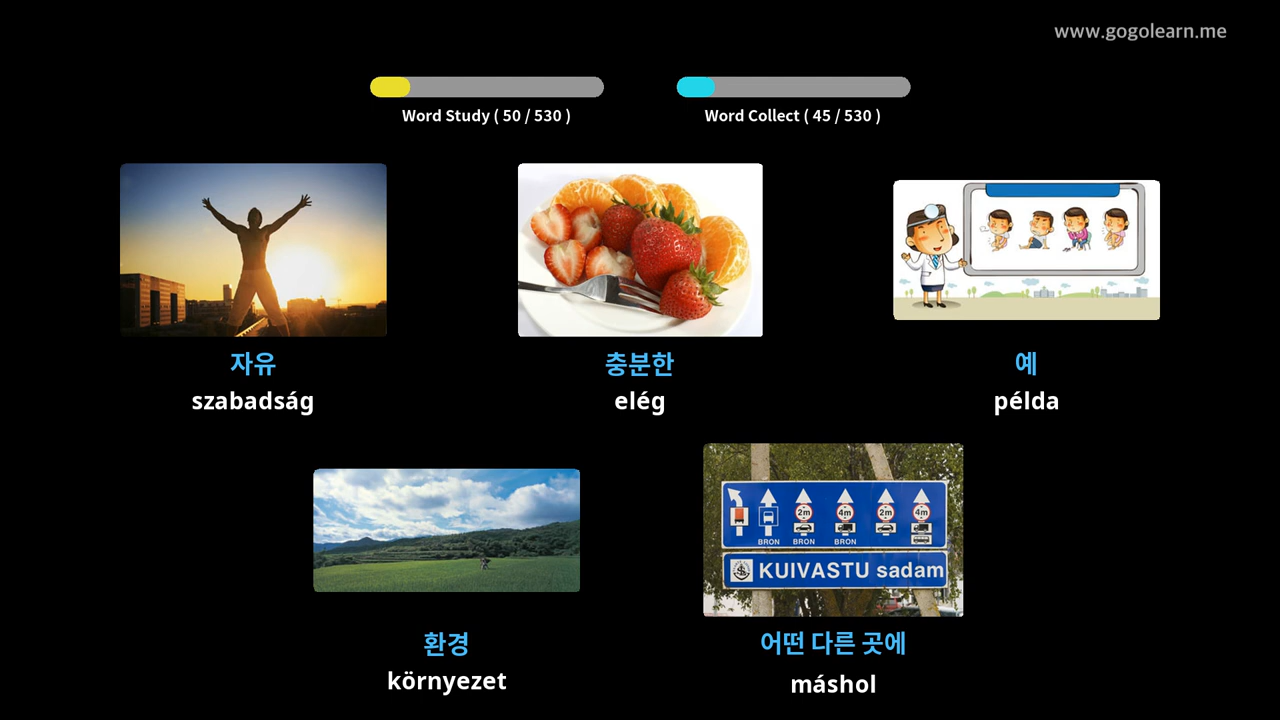 www.gogolearn.me
Word Study ( 50 / 530 )
Word Collect ( 45 / 530 )
자유
szabadság
충분한
elég
예
példa
2m
4m
2m
4m
BRON
BRON
BRON
KUIVASTU sadam
환경
környezet
어떤 다른 곳에
máshol